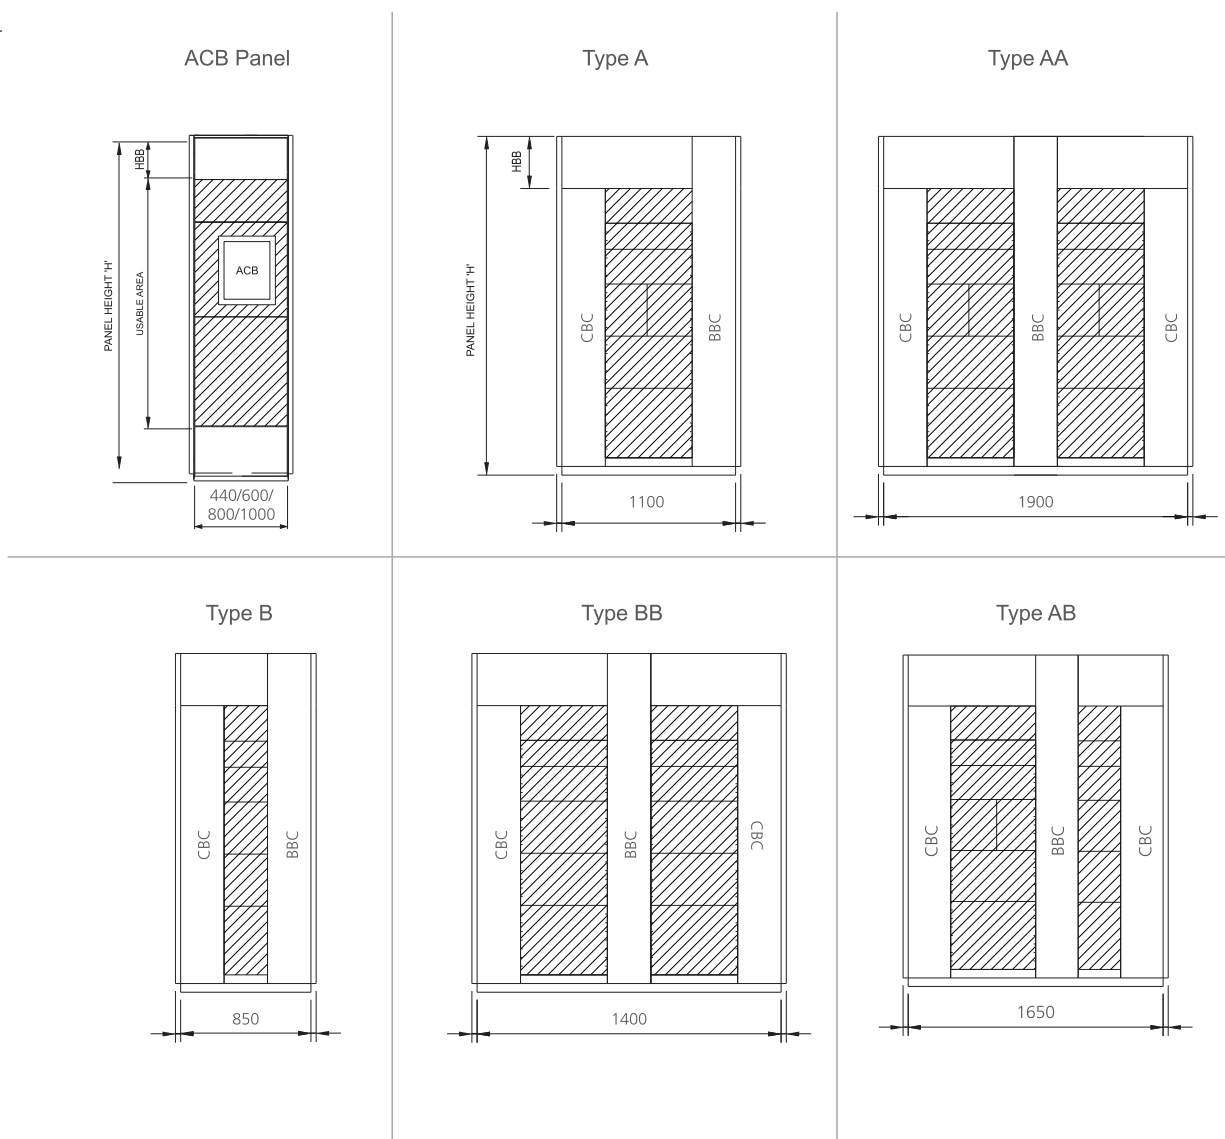 ACB Panel
HBB
PANEL HEIGHT 'H'
USABLE AREA
ACB
440/600/
800/1000
Type A
HBB
PANEL HEIGHT 'H'
CBC
BBC
1100
Type AA
CBC
BBC
CBC
1900
Type B
CBC
BBC
850
Type BB
CBC
BBC
CBC
1400
Type AB
CBC
BBC
CBC
1650